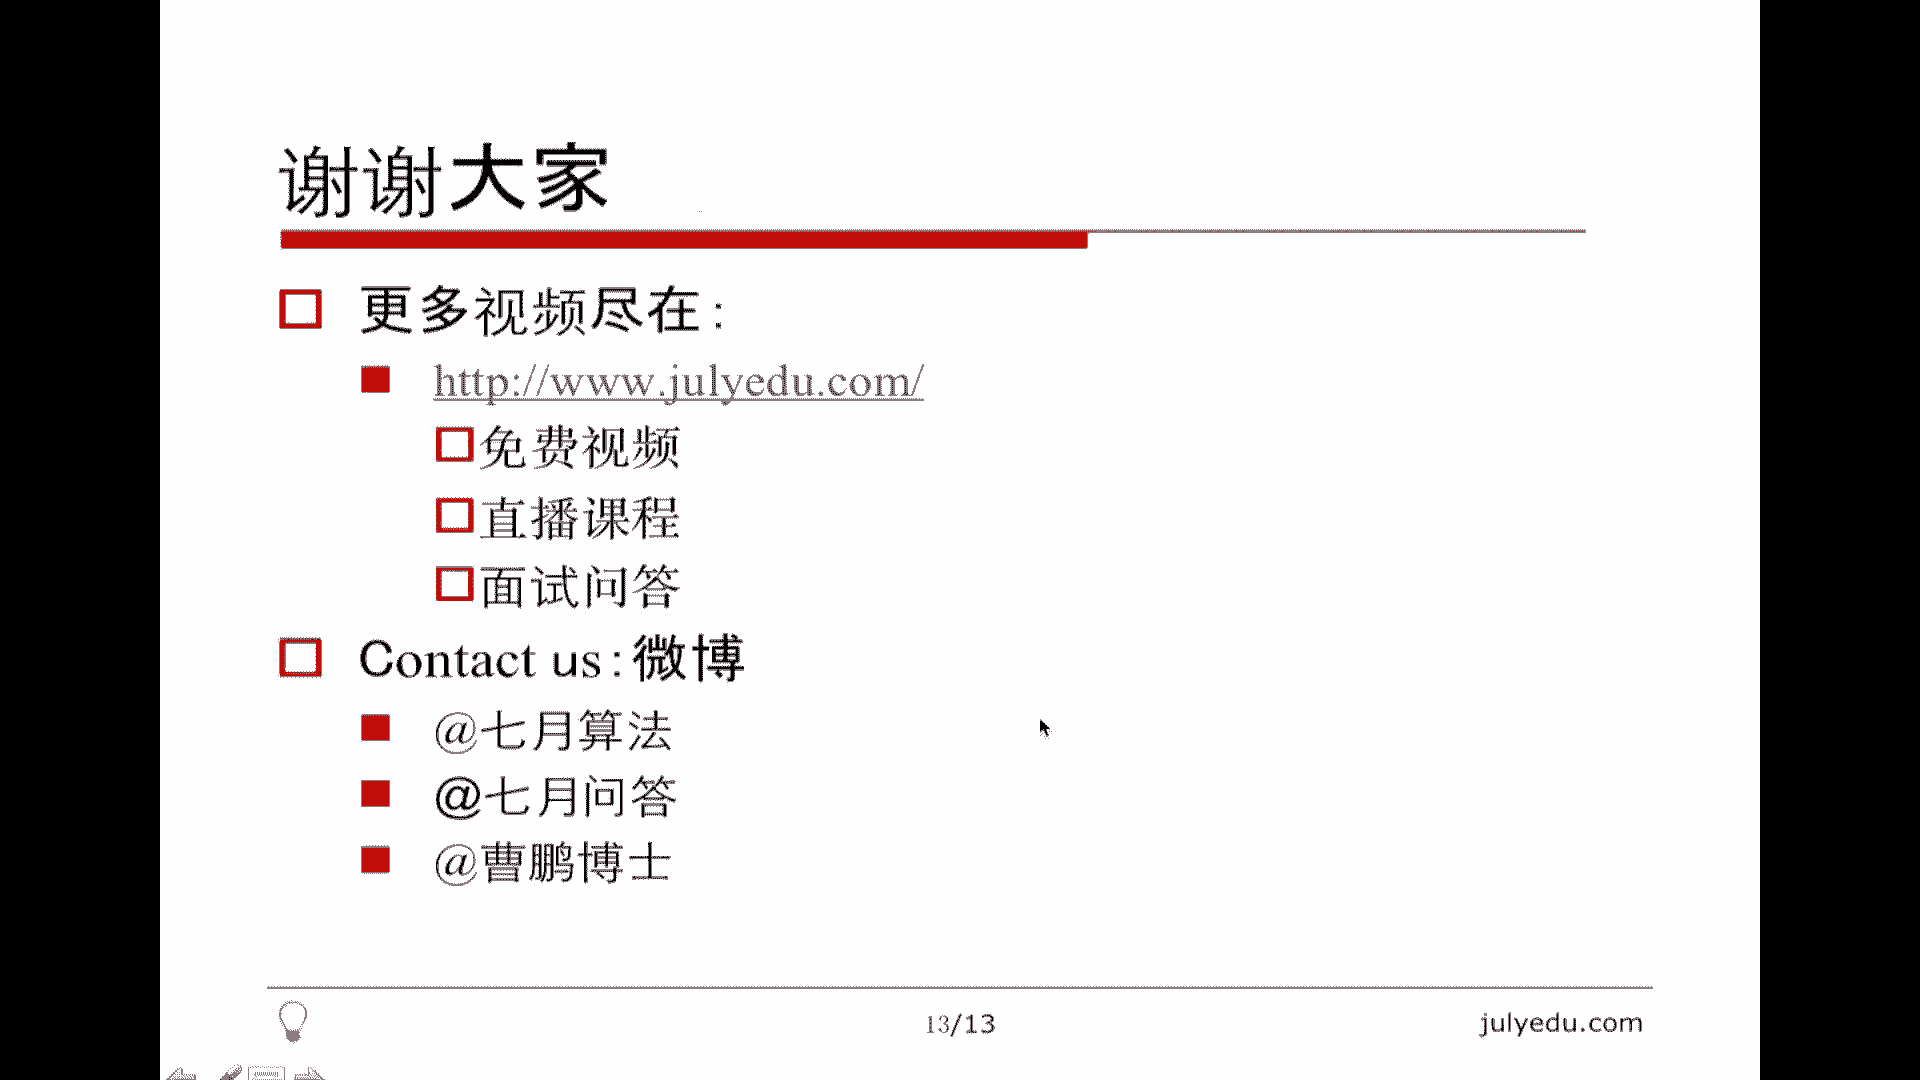 谢谢大家
更多视频尽在:
http://www.julyedu.com/
免费视频
直播课程
面试问答
Contact us:微博
@七月算法
@七月问答
@曹鹏博士
13/13
julyedu.com